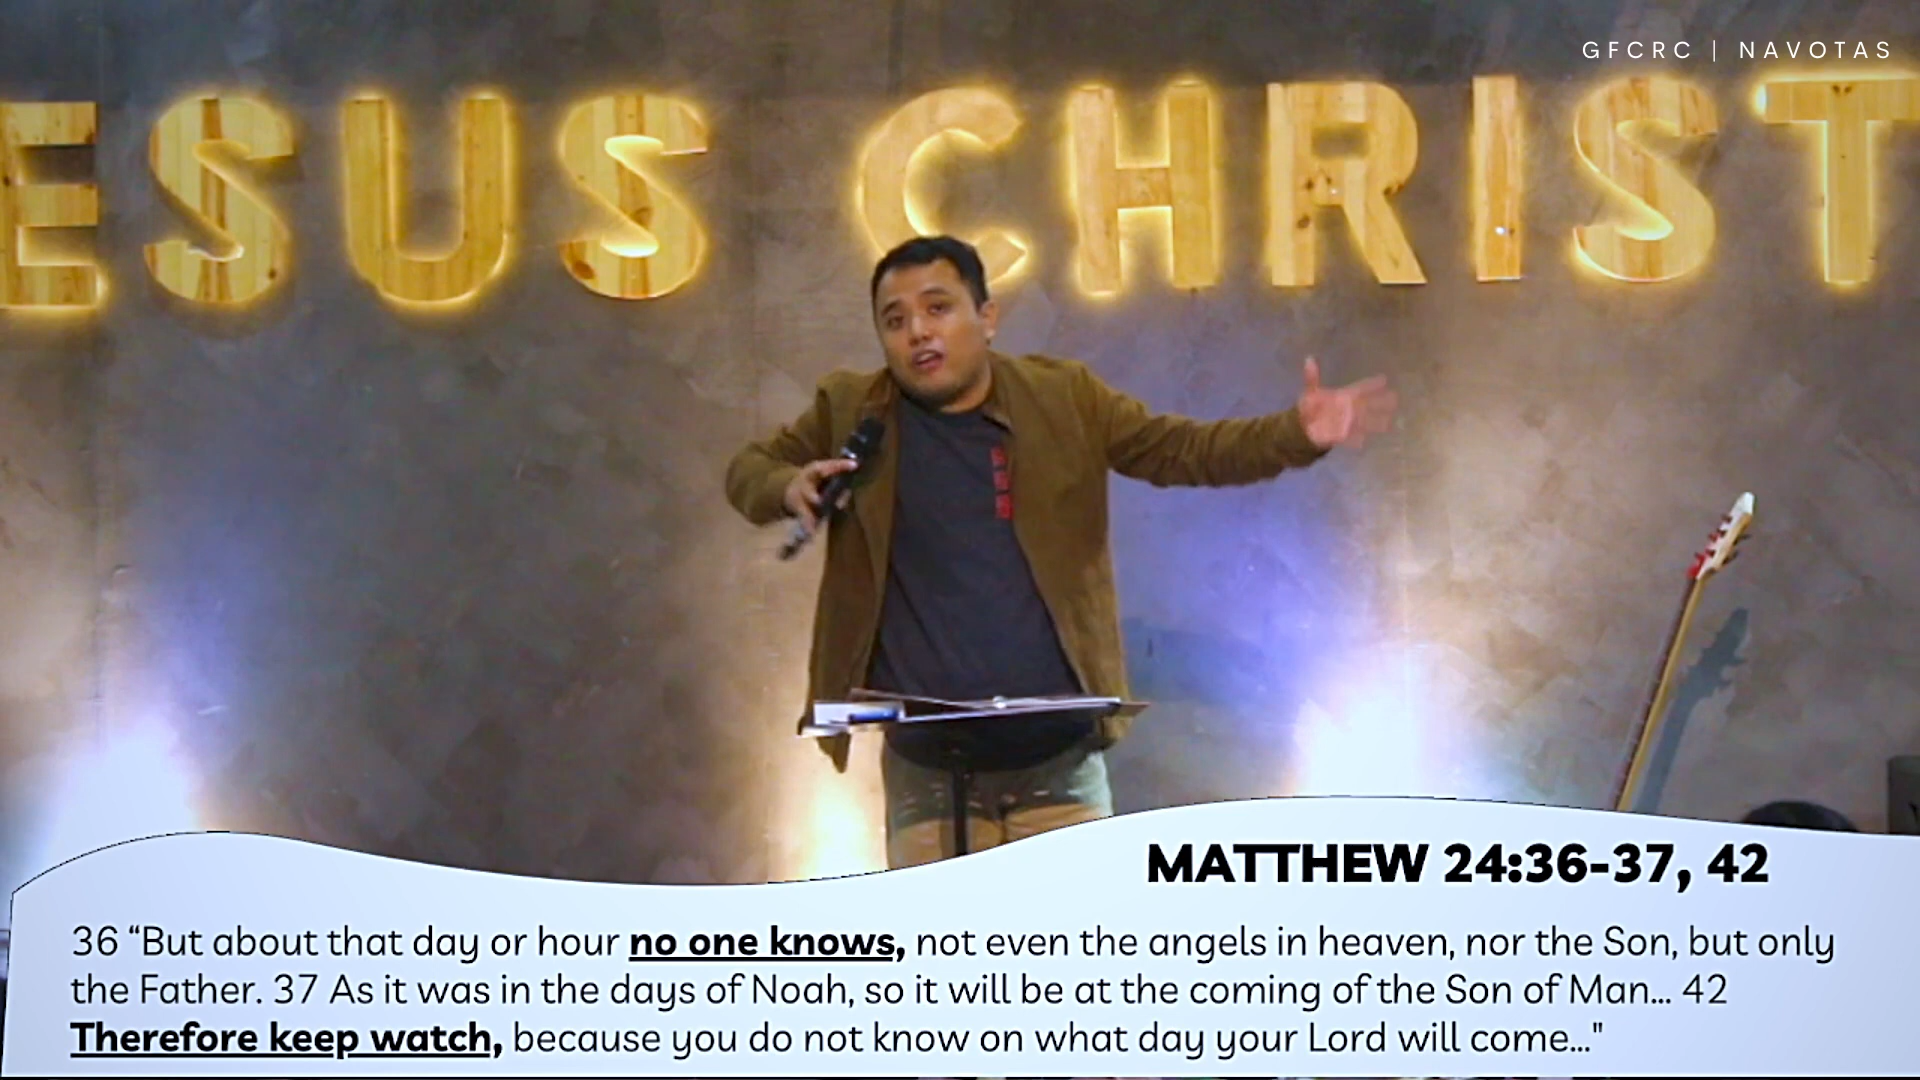 GFCRC | NAVOTAS
ESUS CHRIST
MATTHEW 24:36-37, 42
36 “But about that day or hour no one knows, not even the angels in heaven, nor the Son, but only
the Father. 37 As it was in the days of Noah, so it will be at the coming of the Son of Man... 42
Therefore keep watch, because you do not know on what day your Lord will come..."